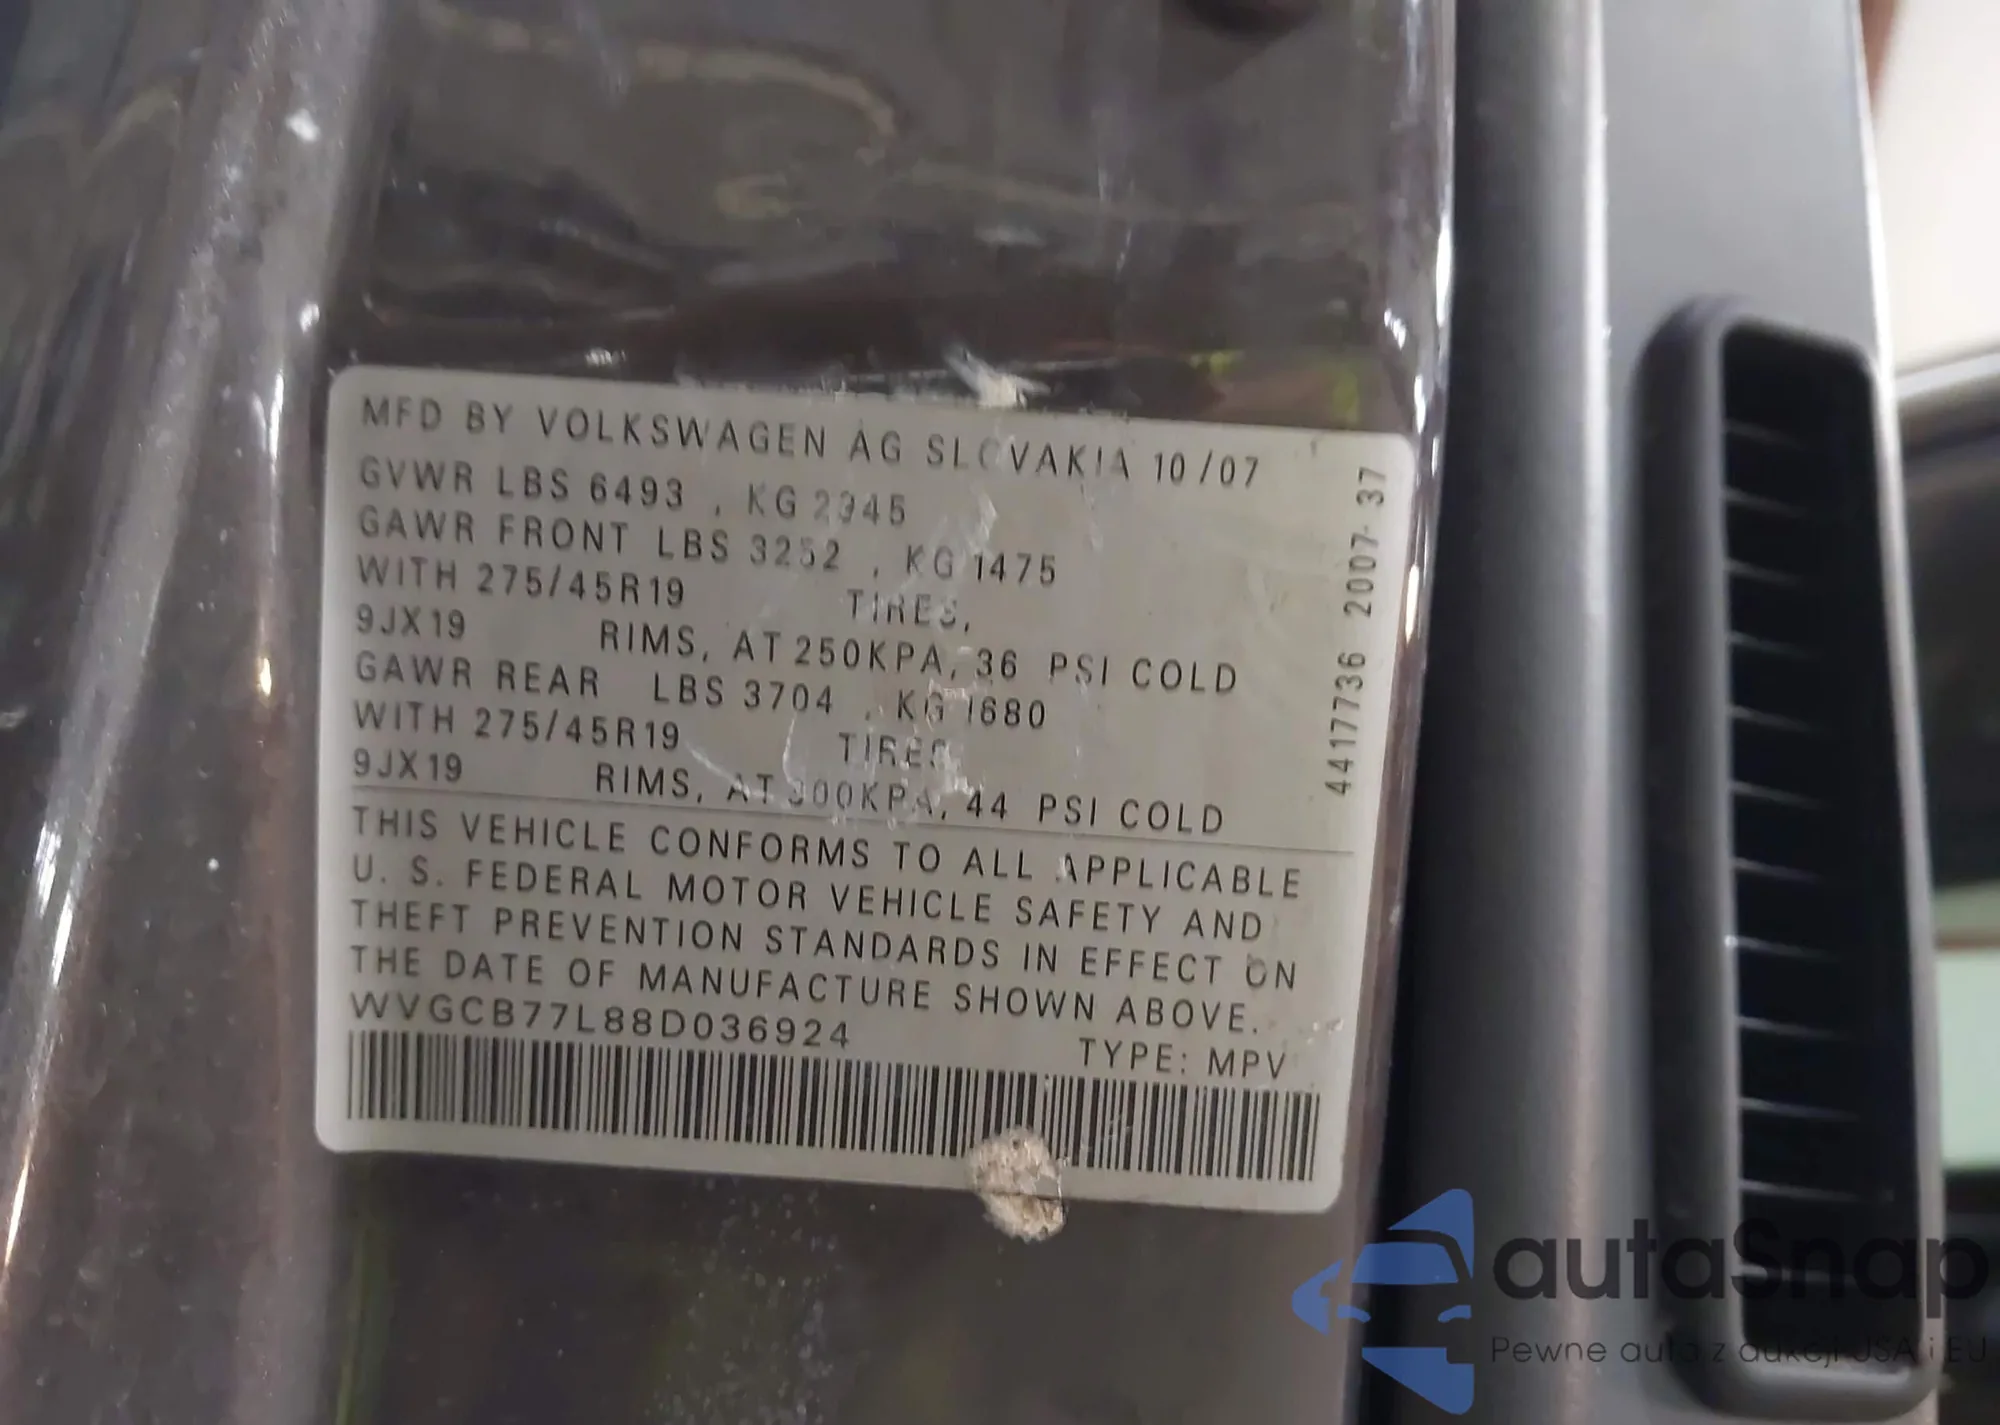 MFD BY VOLKSWAGEN AG SLOVAKIA 10/07
GVWR LBS 6493 , KG 2945
GAWR FRONT LBS 3252 , KG 1475
WITH 275/45R19 TIRES,
9JX19 RIMS, AT 250KPA, 36 PSI COLD
GAWR REAR LBS 3704 , KG 1680
WITH 275/45R19 TIRES
9JX19 RIMS, AT 300KPA, 44 PSI COLD
THIS VEHICLE CONFORMS TO ALL APPLICABLE
U. S. FEDERAL MOTOR VEHICLE SAFETY AND
THEFT PREVENTION STANDARDS IN EFFECT ON
THE DATE OF MANUFACTURE SHOWN ABOVE.
WVGCB77L88D036924 TYPE: MPV
44177736 2007-37
autaSnap
Pewne auta z aukcji USA i EU